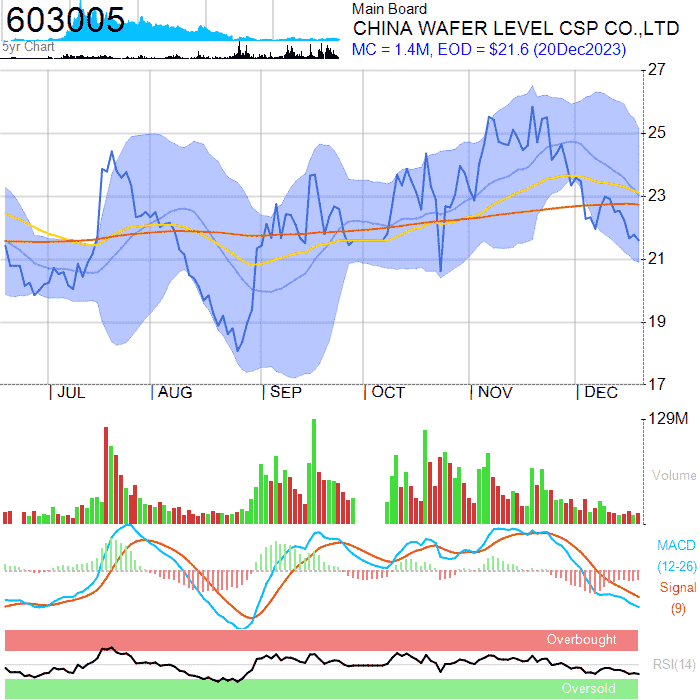 603005
5yr Chart
Main Board
CHINA WAFER LEVEL CSP CO.,LTD
MC = 1.4M, EOD = $21.6 (20Dec2023)
27
25
23
21
19
17
JUL AUG SEP OCT NOV DEC
129M
Volume
MACD
(12-26)
Signal
(9)
Overbought
RSI(14)
Oversold